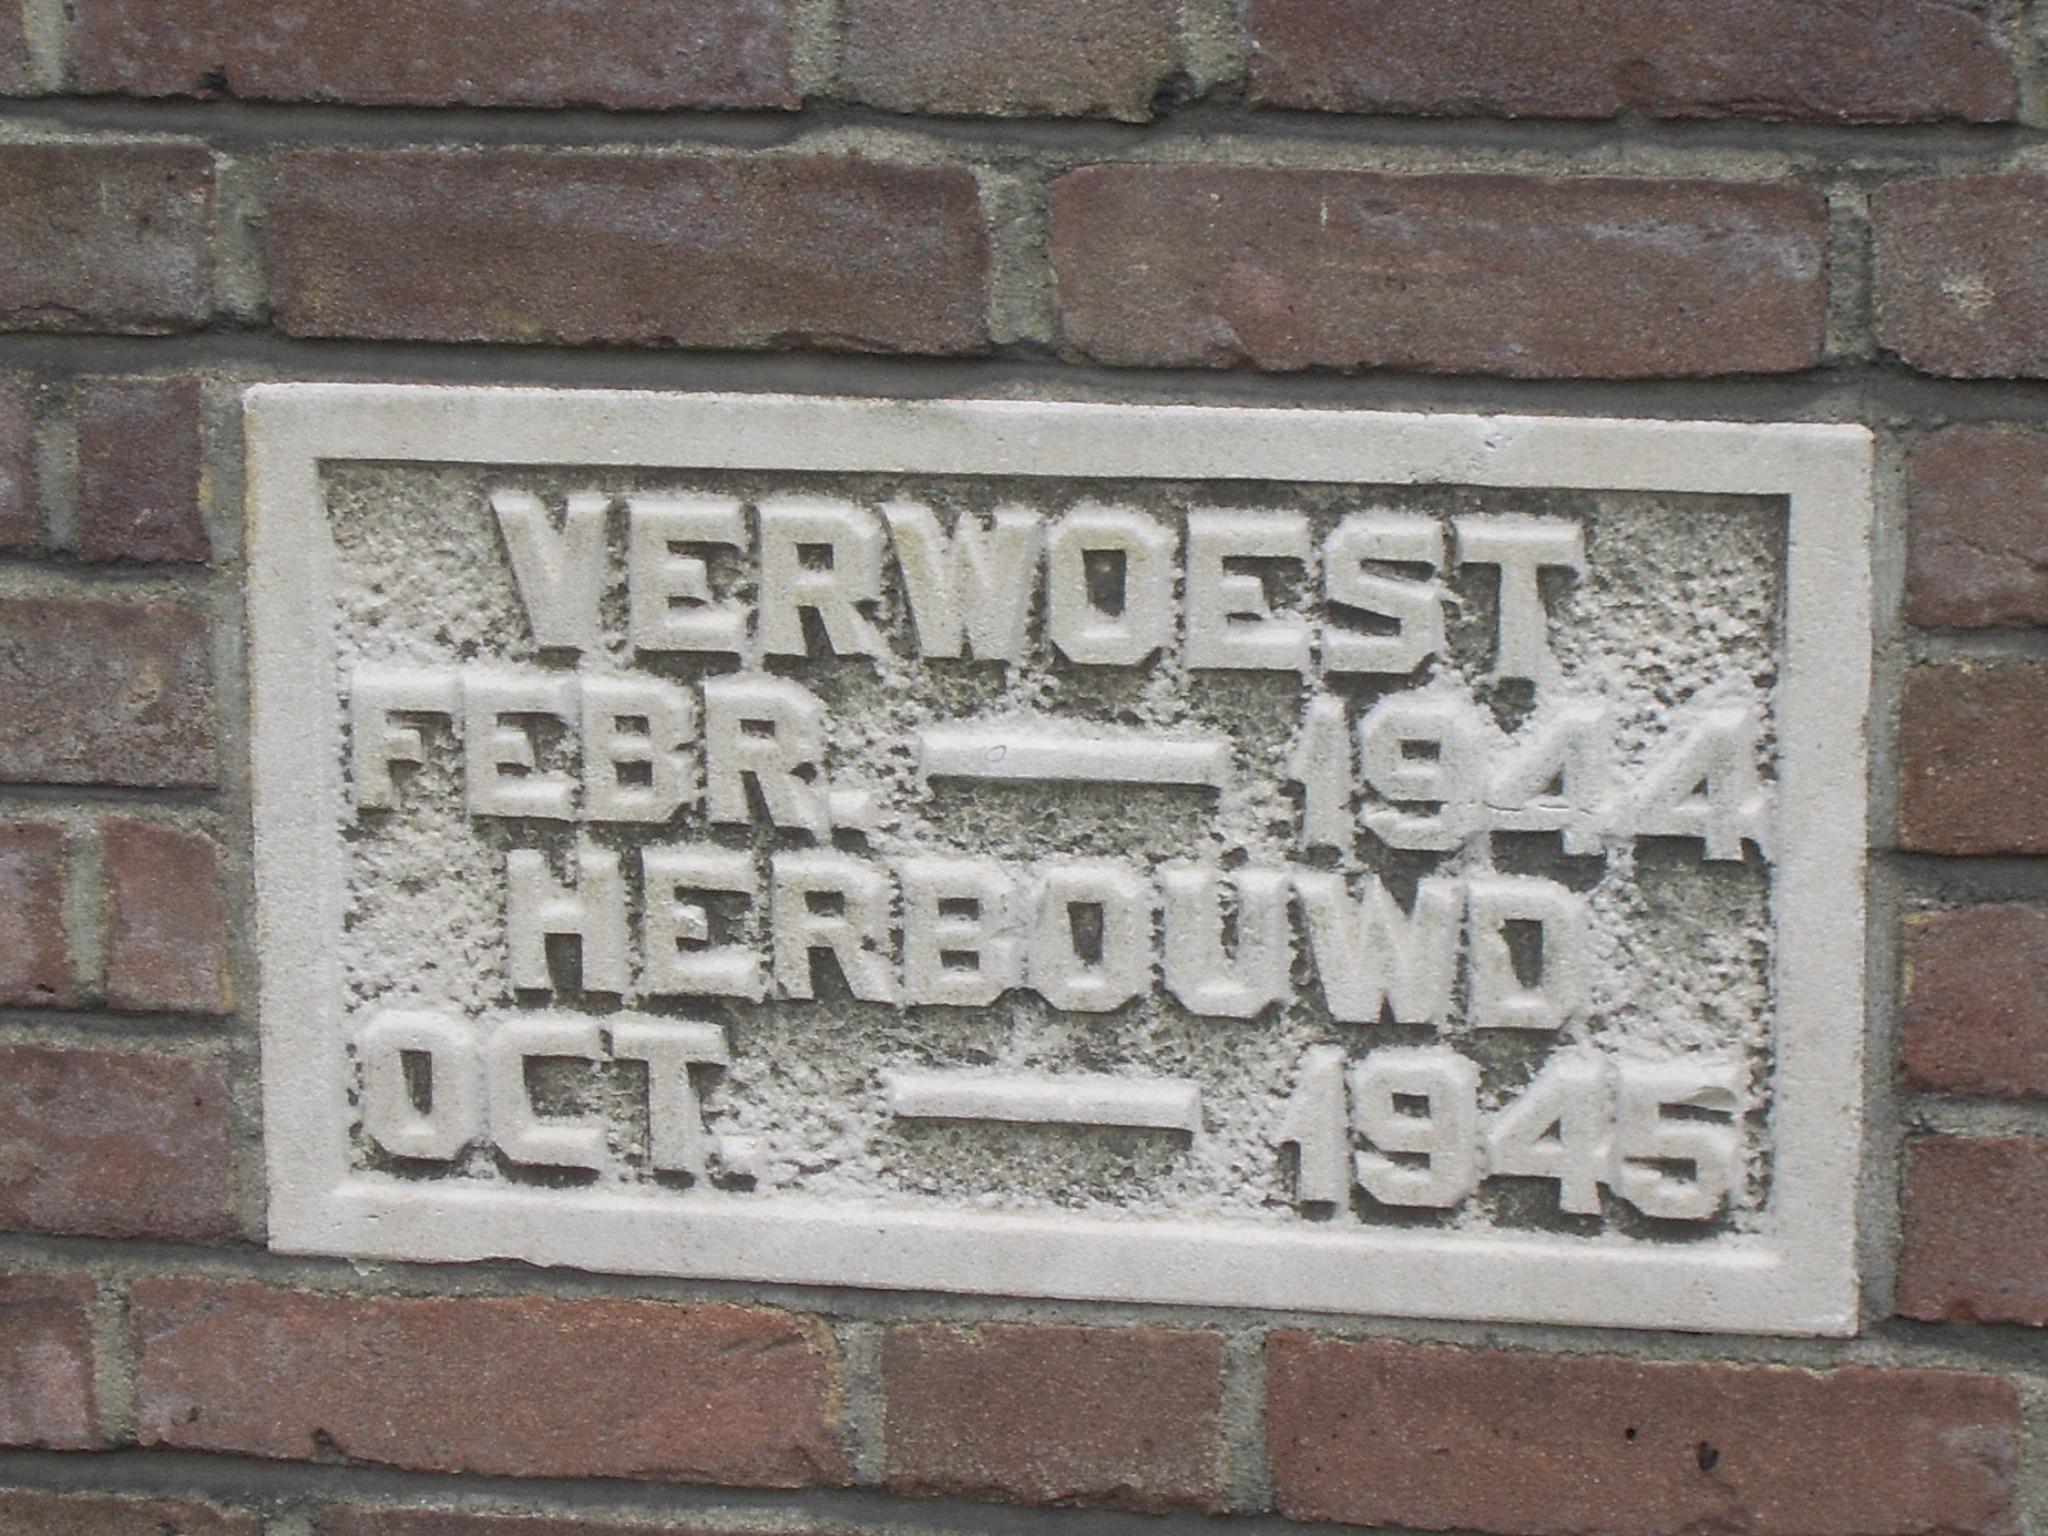 VERWOEST
FEBR. — 1944
HERBOUWD
OCT. — 1945